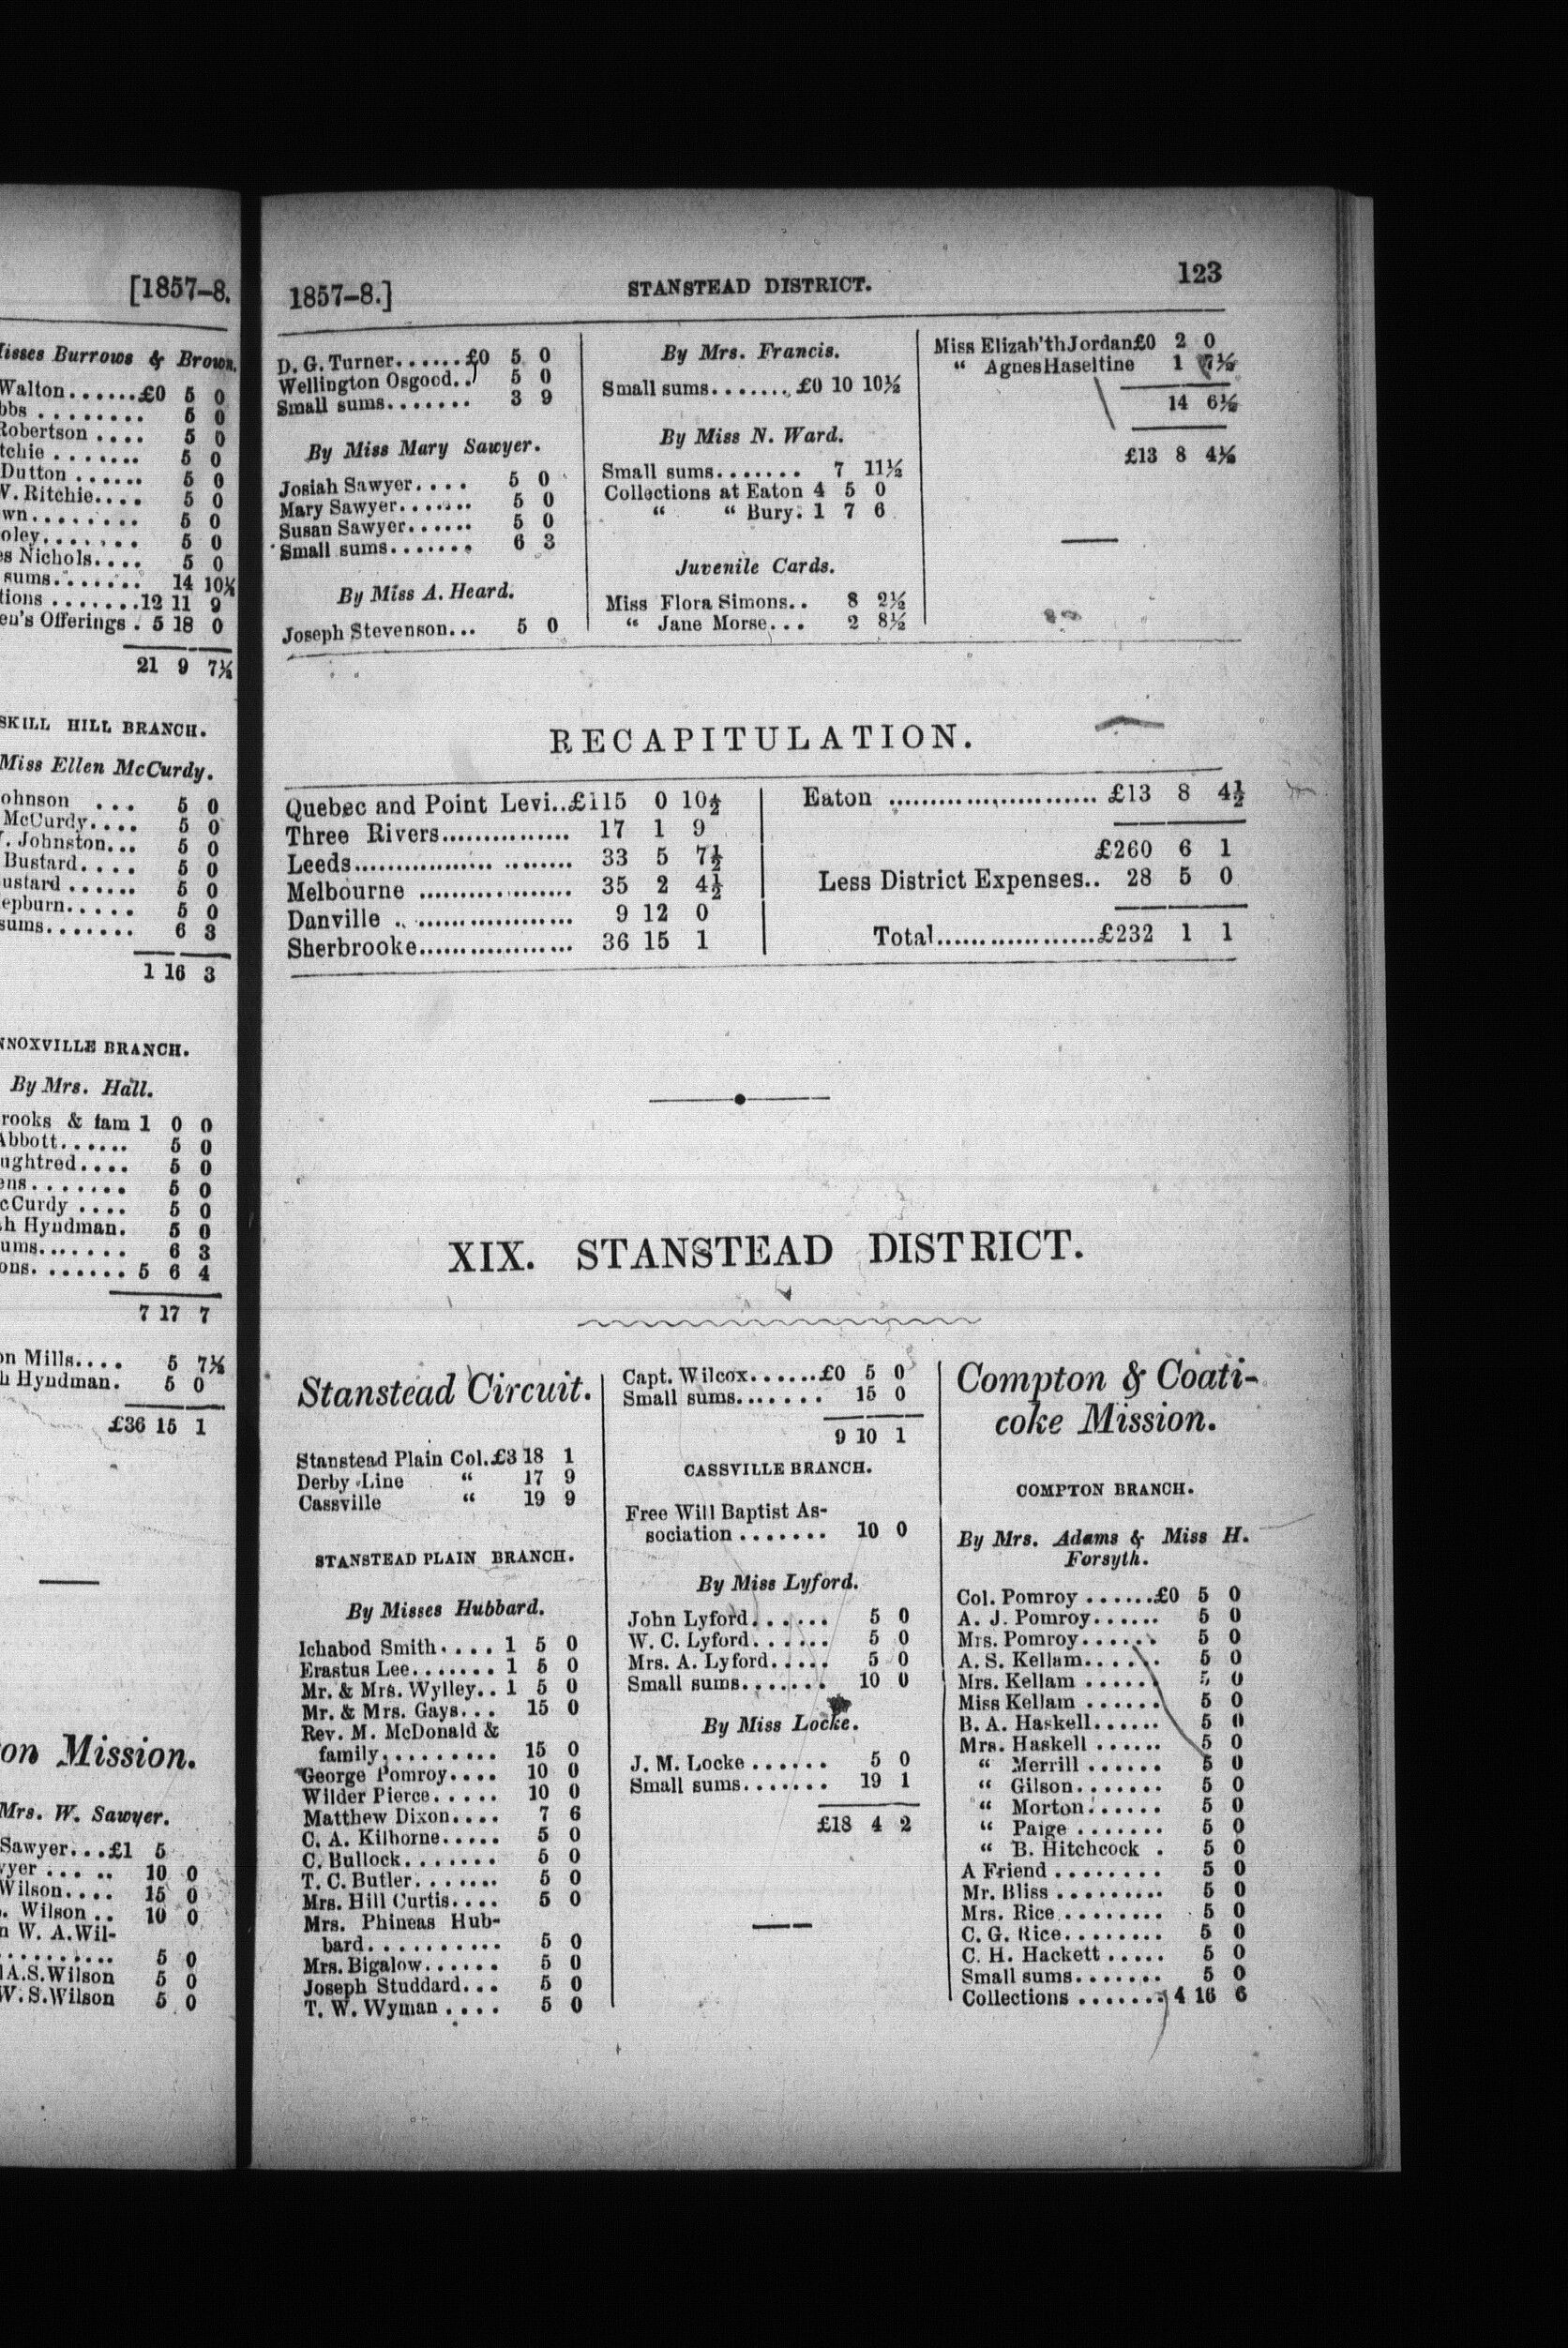 [1857-8.
Misses Burrows & Brown.
Walton......£0 5 0
bbs ........ 5 0
Robertson .... 5 0
tchie ....... 5 0
Dutton ...... 5 0
W. Ritchie.... 5 0
wn........ 5 0
oley....... 5 0
es Nichols.... 5 0
sums....... 14 10½
tions .......12 11 9
en's Offerings . 5 18 0
21 9 7½
SKILL HILL BRANCH.
Miss Ellen McCurdy.
ohnson ... 5 0
McCurdy.... 5 0
. Johnston... 5 0
Bustard.... 5 0
ustard ...... 5 0
epburn..... 5 0
sums....... 6 3
1 16 3
NNOXVILLE BRANCH.
By Mrs. Hall.
rooks & fam 1 0 0
Abbott...... 5 0
ughtred.... 5 0
ens....... 5 0
cCurdy .... 5 0
h Hyndman. 5 0
ums....... 6 3
ons. ....... 5 6 4
7 17 7
on Mills.... 5 7½
h Hyndman. 5 0
£36 15 1
on Mission.
Mrs. W. Sawyer.
Sawyer...£1 5
yer ... .. 10 0
Wilson.... 15 0
. Wilson .. 10 0
n W. A. Wil-
.......... 5 0
A.S.Wilson 5 0
W.S.Wilson 5 0
1857-8.] STANSTEAD DISTRICT. 123
D. G. Turner......£0 5 0
Wellington Osgood.. 5 0
Small sums....... 3 9
By Miss Mary Sawyer.
Josiah Sawyer.... 5 0
Mary Sawyer...... 5 0
Susan Sawyer...... 5 0
Small sums....... 6 3
By Miss A. Heard.
Joseph Stevenson... 5 0
By Mrs. Francis.
Small sums.......£0 10 10½
By Miss N. Ward.
Small sums....... 7 11½
Collections at Eaton 4 5 0
“ “ Bury. 1 7 6
Juvenile Cards.
Miss Flora Simons.. 8 2½
“ Jane Morse... 2 8½
Miss Elizab'th Jordan£0 2 0
“ Agnes Haseltine 1 7½
14 6½
£13 8 4½
RECAPITULATION.
Quebec and Point Levi..£115 0 10½
Three Rivers............... 17 1 9
Leeds......................... 33 5 7½
Melbourne .................. 35 2 4½
Danville .................... 9 12 0
Sherbrooke.................. 36 15 1
Eaton ........................ £13 8 4½
£260 6 1
Less District Expenses.. 28 5 0
Total...................£232 1 1
XIX. STANSTEAD DISTRICT.
Stanstead Circuit.
Stanstead Plain Col.£3 18 1
Derby Line “ 17 9
Cassville “ 19 9
STANSTEAD PLAIN BRANCH.
By Misses Hubbard.
Ichabod Smith.... 1 5 0
Erastus Lee....... 1 5 0
Mr. & Mrs. Wylley.. 1 5 0
Mr. & Mrs. Gays... 15 0
Rev. M. McDonald &
family......... 15 0
George Pomroy.... 10 0
Wilder Pierce..... 10 0
Matthew Dixon.... 7 6
C. A. Kilborne..... 5 0
C. Bullock....... 5 0
T. C. Butler....... 5 0
Mrs. Hill Curtis.... 5 0
Mrs. Phineas Hub-
bard.......... 5 0
Mrs. Bigalow...... 5 0
Joseph Studdard... 5 0
T. W. Wyman .... 5 0
Capt. Wilcox......£0 5 0
Small sums....... 15 0
9 10 1
CASSVILLE BRANCH.
Free Will Baptist As-
sociation ....... 10 0
By Miss Lyford.
John Lyford...... 5 0
W. C. Lyford...... 5 0
Mrs. A. Lyford..... 5 0
Small sums....... 10 0
By Miss Locke.
J. M. Locke ...... 5 0
Small sums....... 19 1
£18 4 2
Compton & Coati-
coke Mission.
COMPTON BRANCH.
By Mrs. Adams & Miss H.
Forsyth.
Col. Pomroy ......£0 5 0
A. J. Pomroy...... 5 0
Mrs. Pomroy...... 5 0
A. S. Kellam...... 5 0
Mrs. Kellam ...... 5 0
Miss Kellam ...... 5 0
B. A. Haskell...... 5 0
Mrs. Haskell ...... 5 0
“ Merrill ...... 5 0
“ Gilson....... 5 0
“ Morton...... 5 0
“ Paige ....... 5 0
“ B. Hitchcock . 5 0
A Friend ........ 5 0
Mr. Bliss ......... 5 0
Mrs. Rice........ 5 0
C. G. Rice........ 5 0
C. H. Hackett ..... 5 0
Small sums....... 5 0
Collections ....... 4 16 6